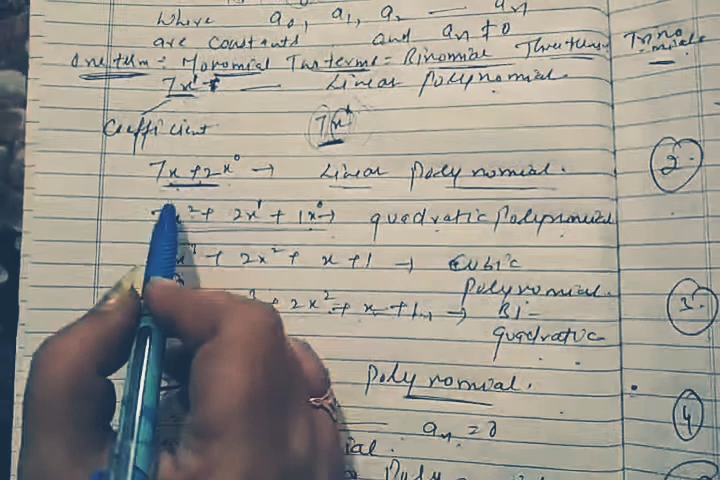 where a₀, a₁, a₂ — aₙ
are constants and aₙ ≠ 0
One term = Monomial Two terms = Binomial Three terms Trinomials
7x¹ — Linear Polynomial.
Coefficient 7x¹
7x + 2x⁰ → Linear Polynomial. 2.
x² + 2x¹ + 1x⁰ → quadratic Polynomial
+ 2x² + x + 1 → Cubic
Polynomial. 3.
+ 2x² + x + 1 → Bi-
quadratic
Polynomial.
4
aₙ = 0